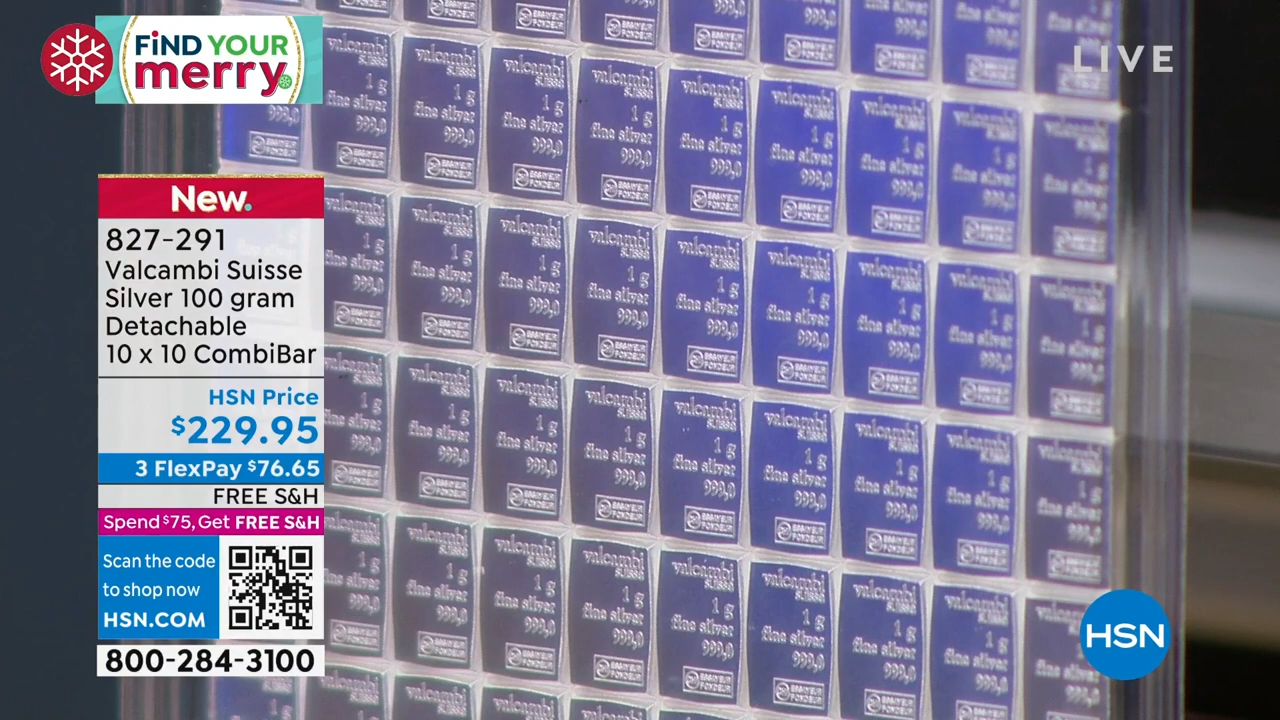 FiND YOUR
merry.
LIVE
New.
827-291
Valcambi Suisse
Silver 100 gram
Detachable
10 x 10 CombiBar
HSN Price
$229.95
3 FlexPay $76.65
FREE S&H
Spend $75, Get FREE S&H
Scan the code
to shop now
HSN.COM
800-284-3100
HSN
valcambi
SUISSE
1 g
fine silver
999,0
ESSAYEUR
FONDEUR